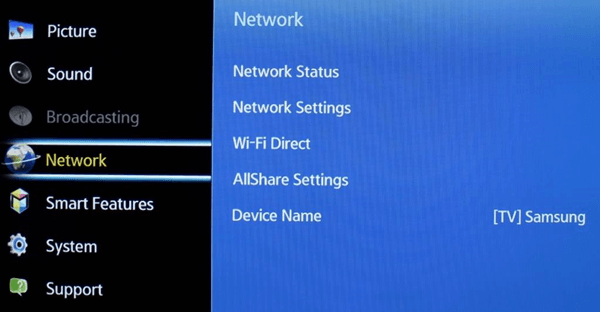 Picture
Sound
Broadcasting
Network
Smart Features
System
Support
Network
Network Status
Network Settings
Wi-Fi Direct
AllShare Settings
Device Name [TV] Samsung